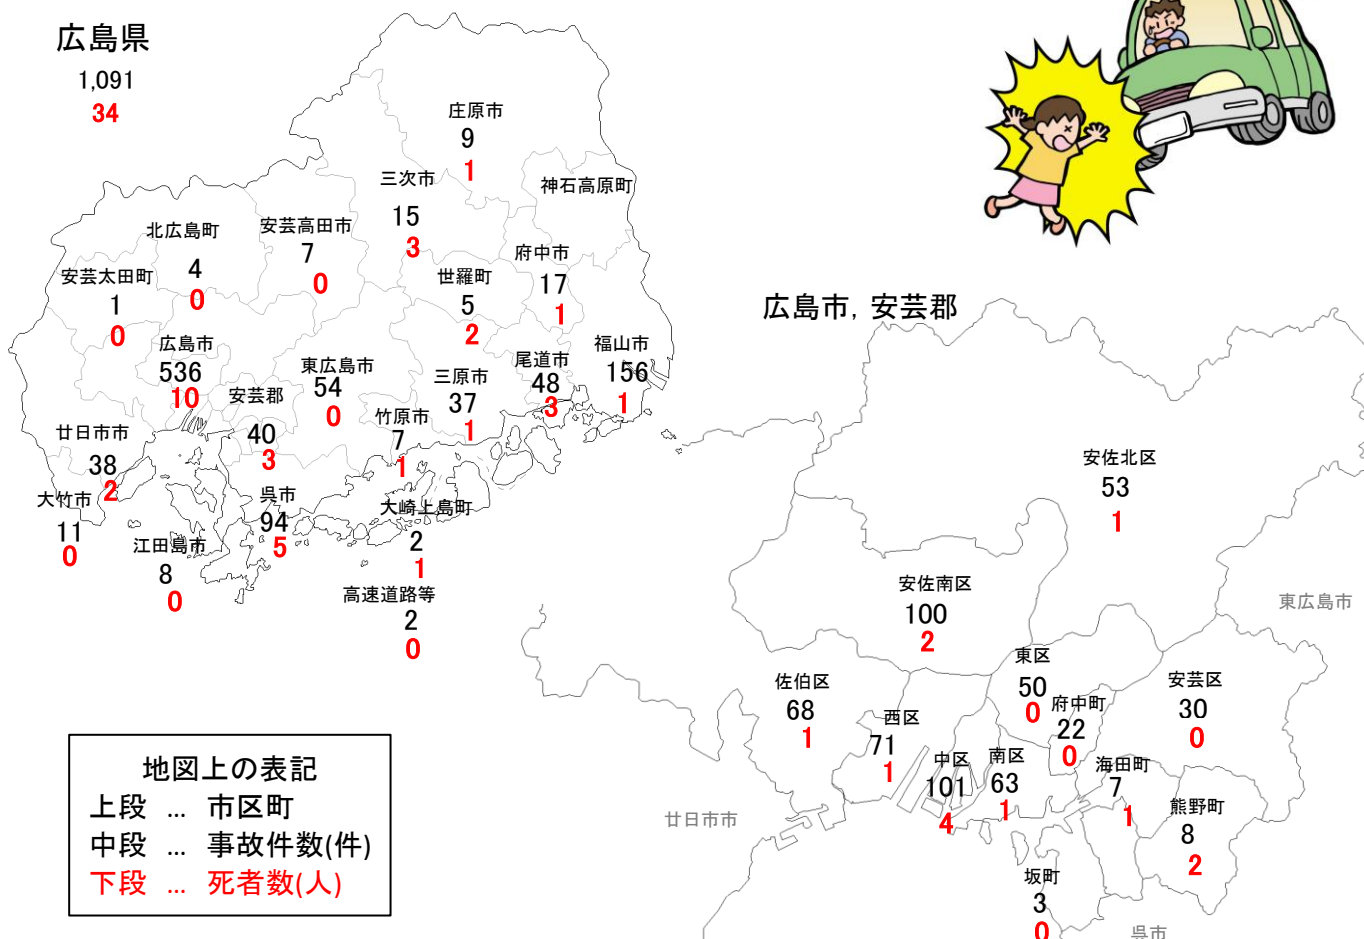 広島県
1,091
34
庄原市
9
1
三次市
15
3
神石高原町
北広島町
4
0
安芸高田市
7
0
府中市
17
1
安芸太田町
1
0
世羅町
5
2
広島市
536
10
東広島市
54
0
安芸郡
40
3
三原市
37
1
尾道市
48
3
福山市
156
1
竹原市
7
1
廿日市市
38
2
大竹市
11
0
呉市
94
5
江田島市
8
0
大崎上島町
2
1
高速道路等
2
0
地図上の表記
上段 … 市区町
中段 … 事故件数(件)
下段 … 死者数(人)
広島市, 安芸郡
安佐北区
53
1
安佐南区
100
2
東広島市
東区
50
0
府中町
22
0
安芸区
30
0
佐伯区
68
1
西区
71
1
中区
101
4
南区
63
1
海田町
7
1
熊野町
8
2
廿日市市
坂町
3
0
呉市